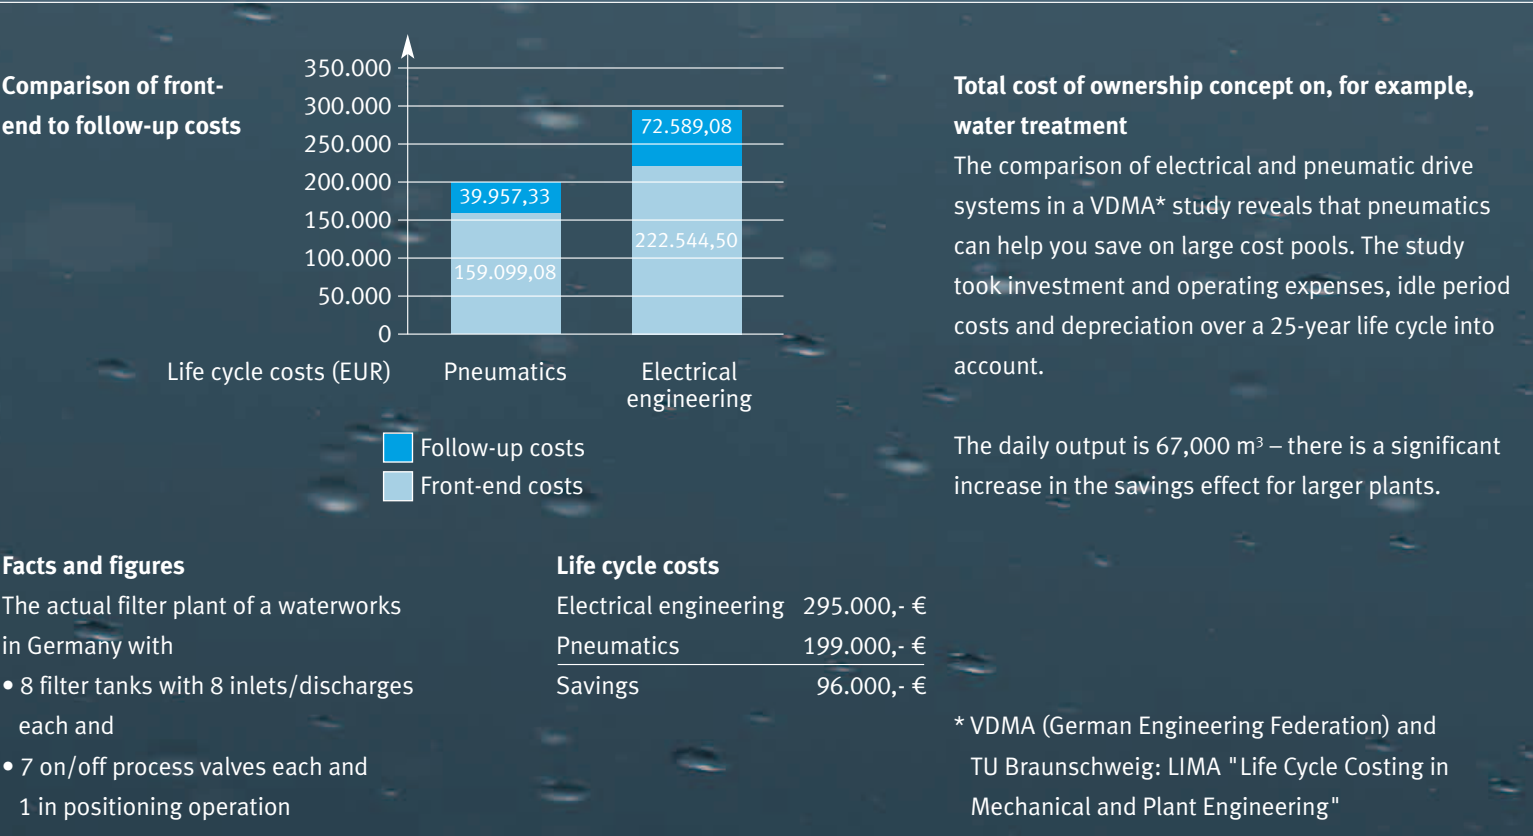 Comparison of front-
end to follow-up costs
350.000
300.000
250.000
200.000
150.000
100.000
50.000
0
39.957,33
159.099,08
72.589,08
222.544,50
Life cycle costs (EUR)
Pneumatics
Electrical
engineering
Follow-up costs
Front-end costs
Total cost of ownership concept on, for example,
water treatment
The comparison of electrical and pneumatic drive
systems in a VDMA* study reveals that pneumatics
can help you save on large cost pools. The study
took investment and operating expenses, idle period
costs and depreciation over a 25-year life cycle into
account.
The daily output is 67,000 m³ – there is a significant
increase in the savings effect for larger plants.
Facts and figures
The actual filter plant of a waterworks
in Germany with
• 8 filter tanks with 8 inlets/discharges
each and
• 7 on/off process valves each and
1 in positioning operation
Life cycle costs
Electrical engineering 295.000,- €
Pneumatics 199.000,- €
Savings 96.000,- €
* VDMA (German Engineering Federation) and
TU Braunschweig: LIMA "Life Cycle Costing in
Mechanical and Plant Engineering"